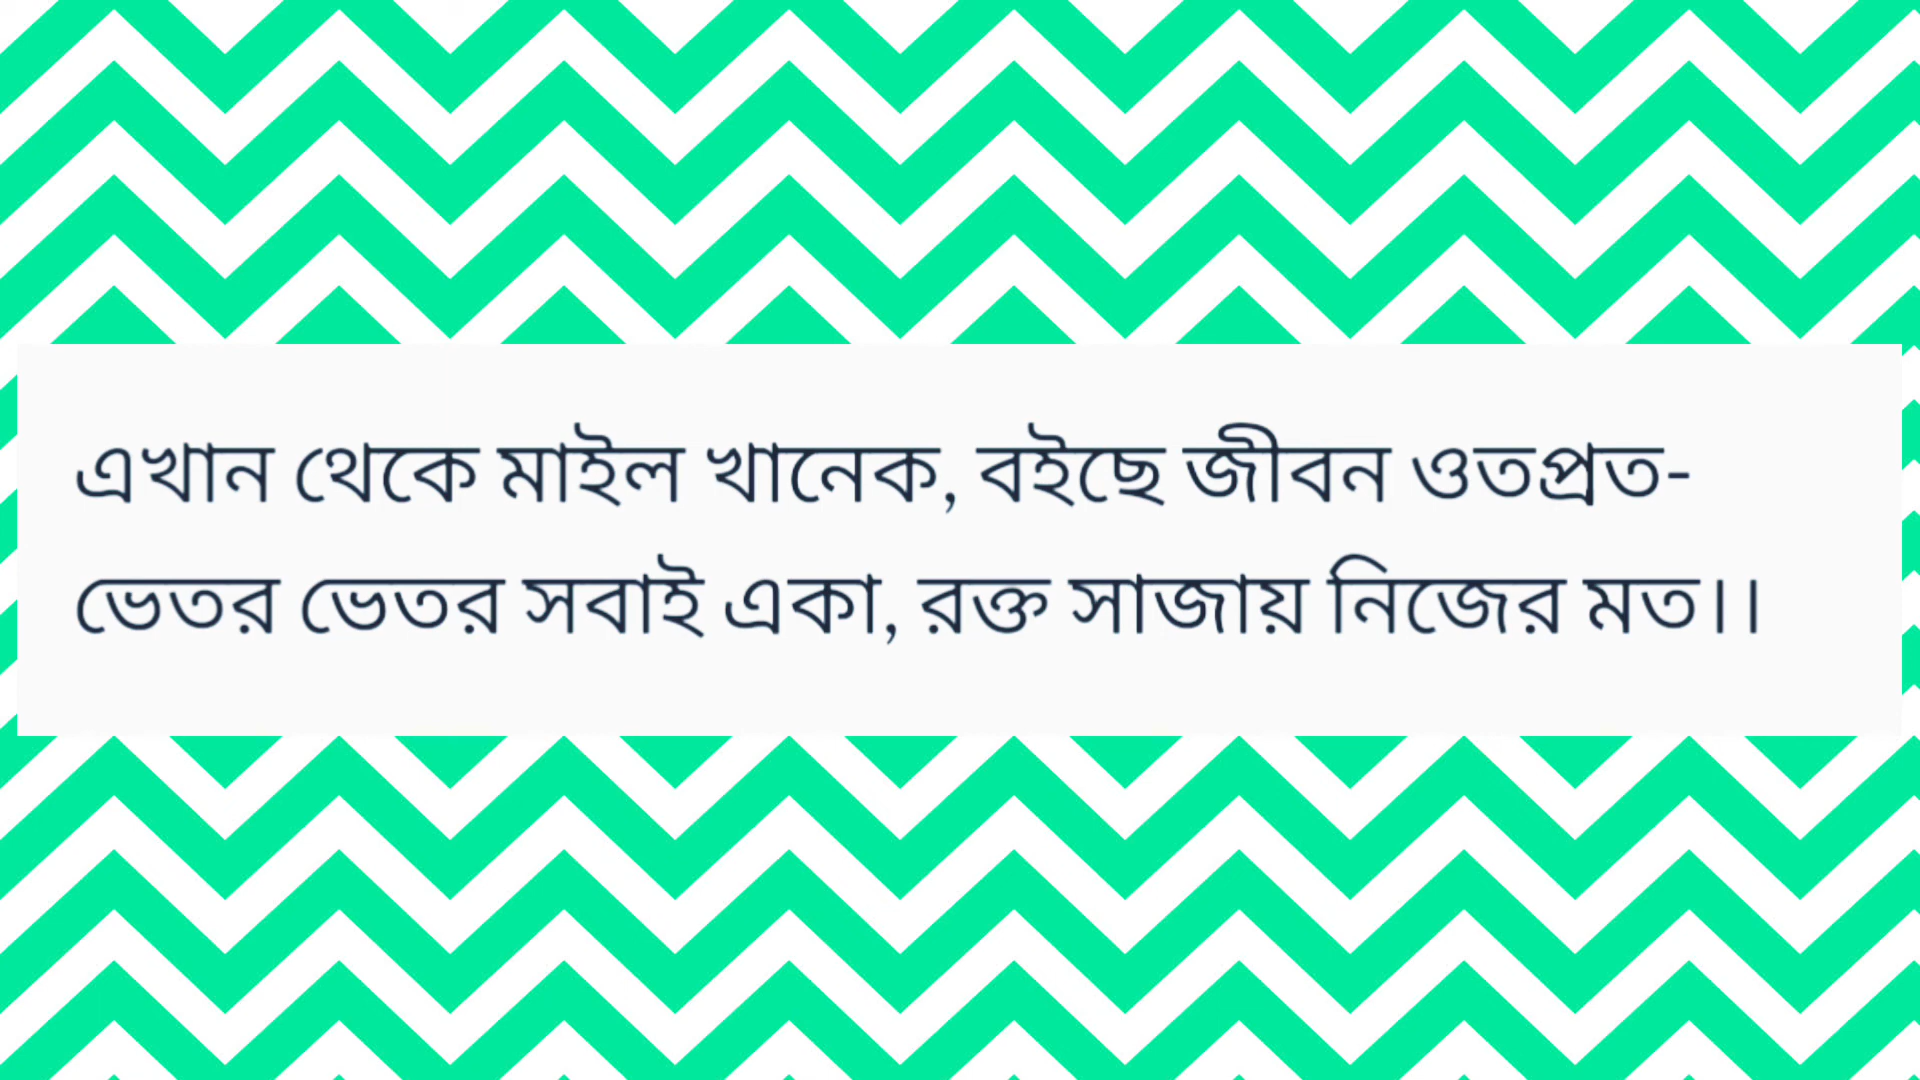 এখান থেকে মাইল খানেক, বইছে জীবন ওতপ্রত-
ভেতর ভেতর সবাই একা, রক্ত সাজায় নিজের মত।।